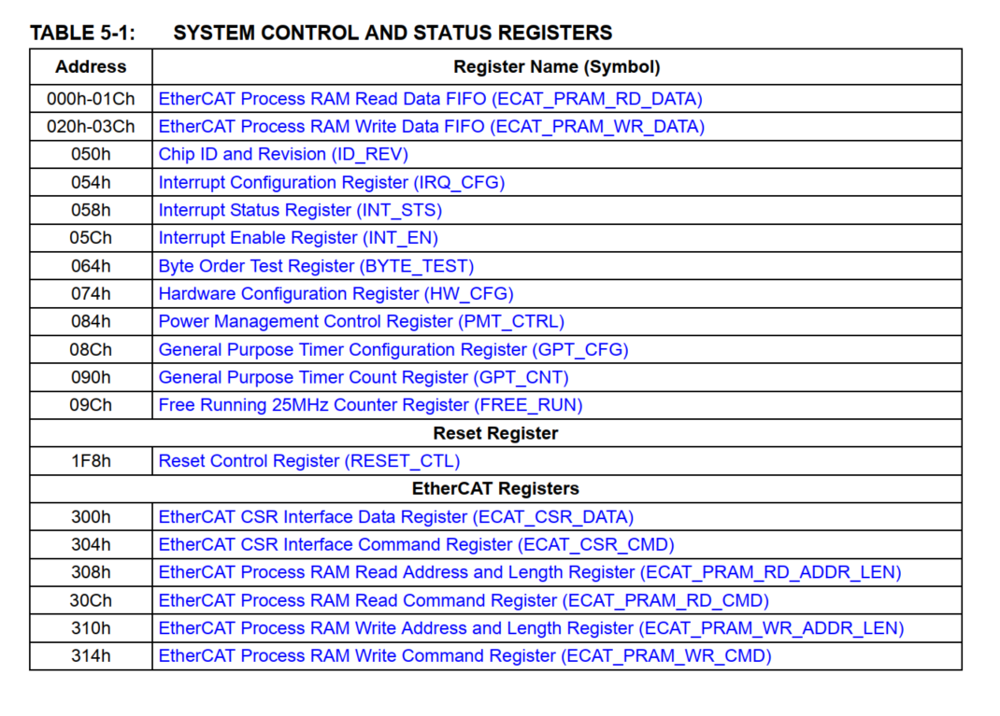 TABLE 5-1: SYSTEM CONTROL AND STATUS REGISTERS
Address Register Name (Symbol)
000h-01Ch EtherCAT Process RAM Read Data FIFO (ECAT_PRAM_RD_DATA)
020h-03Ch EtherCAT Process RAM Write Data FIFO (ECAT_PRAM_WR_DATA)
050h Chip ID and Revision (ID_REV)
054h Interrupt Configuration Register (IRQ_CFG)
058h Interrupt Status Register (INT_STS)
05Ch Interrupt Enable Register (INT_EN)
064h Byte Order Test Register (BYTE_TEST)
074h Hardware Configuration Register (HW_CFG)
084h Power Management Control Register (PMT_CTRL)
08Ch General Purpose Timer Configuration Register (GPT_CFG)
090h General Purpose Timer Count Register (GPT_CNT)
09Ch Free Running 25MHz Counter Register (FREE_RUN)
Reset Register
1F8h Reset Control Register (RESET_CTL)
EtherCAT Registers
300h EtherCAT CSR Interface Data Register (ECAT_CSR_DATA)
304h EtherCAT CSR Interface Command Register (ECAT_CSR_CMD)
308h EtherCAT Process RAM Read Address and Length Register (ECAT_PRAM_RD_ADDR_LEN)
30Ch EtherCAT Process RAM Read Command Register (ECAT_PRAM_RD_CMD)
310h EtherCAT Process RAM Write Address and Length Register (ECAT_PRAM_WR_ADDR_LEN)
314h EtherCAT Process RAM Write Command Register (ECAT_PRAM_WR_CMD)